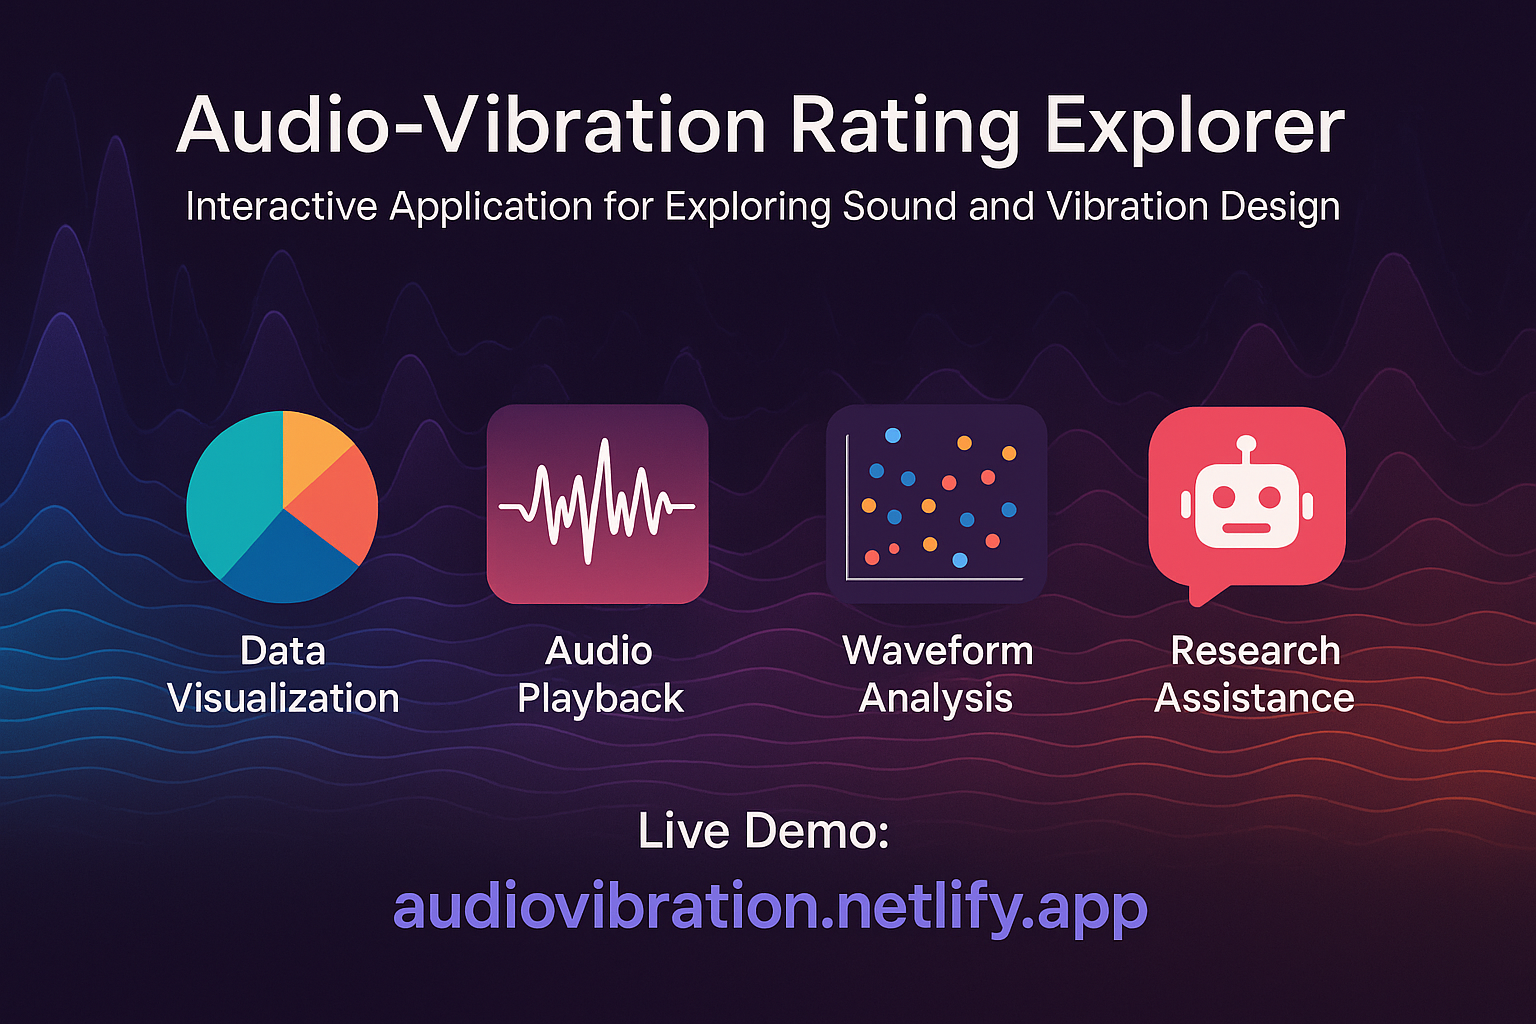 Audio-Vibration Rating Explorer
Interactive Application for Exploring Sound and Vibration Design
Data
Visualization
Audio
Playback
Waveform
Analysis
Research
Assistance
Live Demo:
audiovibration.netlify.app